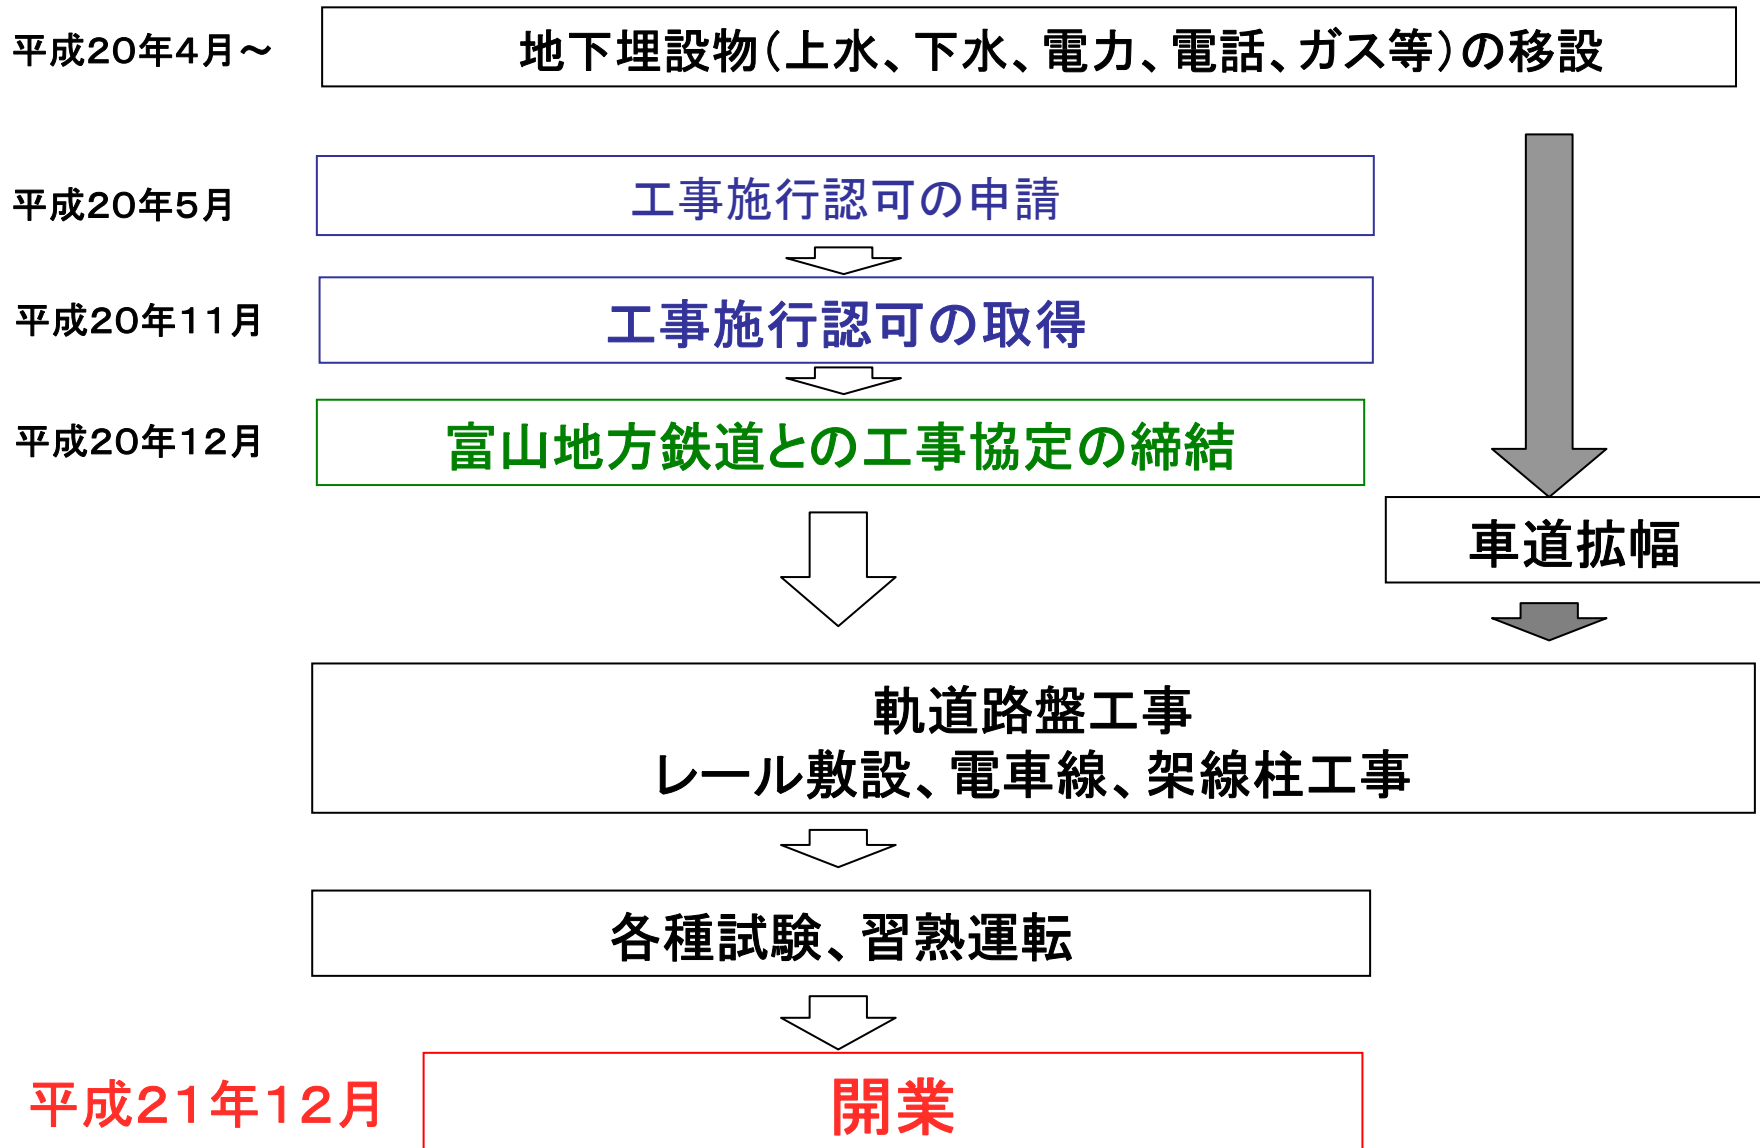 平成20年4月～ 地下埋設物(上水、下水、電力、電話、ガス等)の移設
平成20年5月 工事施行認可の申請
平成20年11月 工事施行認可の取得
平成20年12月 富山地方鉄道との工事協定の締結
車道拡幅
軌道路盤工事
レール敷設、電車線、架線柱工事
各種試験、習熟運転
平成21年12月 開業